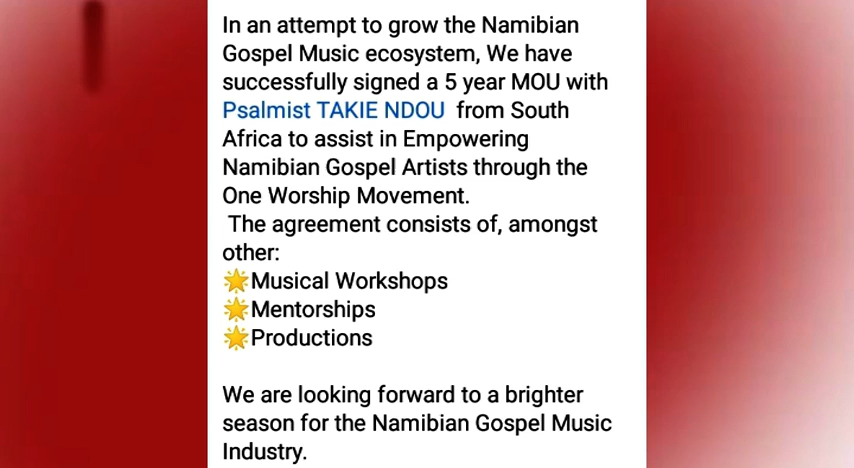 In an attempt to grow the Namibian
Gospel Music ecosystem, We have
successfully signed a 5 year MOU with
Psalmist TAKIE NDOU from South
Africa to assist in Empowering
Namibian Gospel Artists through the
One Worship Movement.
The agreement consists of, amongst
other:
🌟Musical Workshops
🌟Mentorships
🌟Productions
We are looking forward to a brighter
season for the Namibian Gospel Music
Industry.